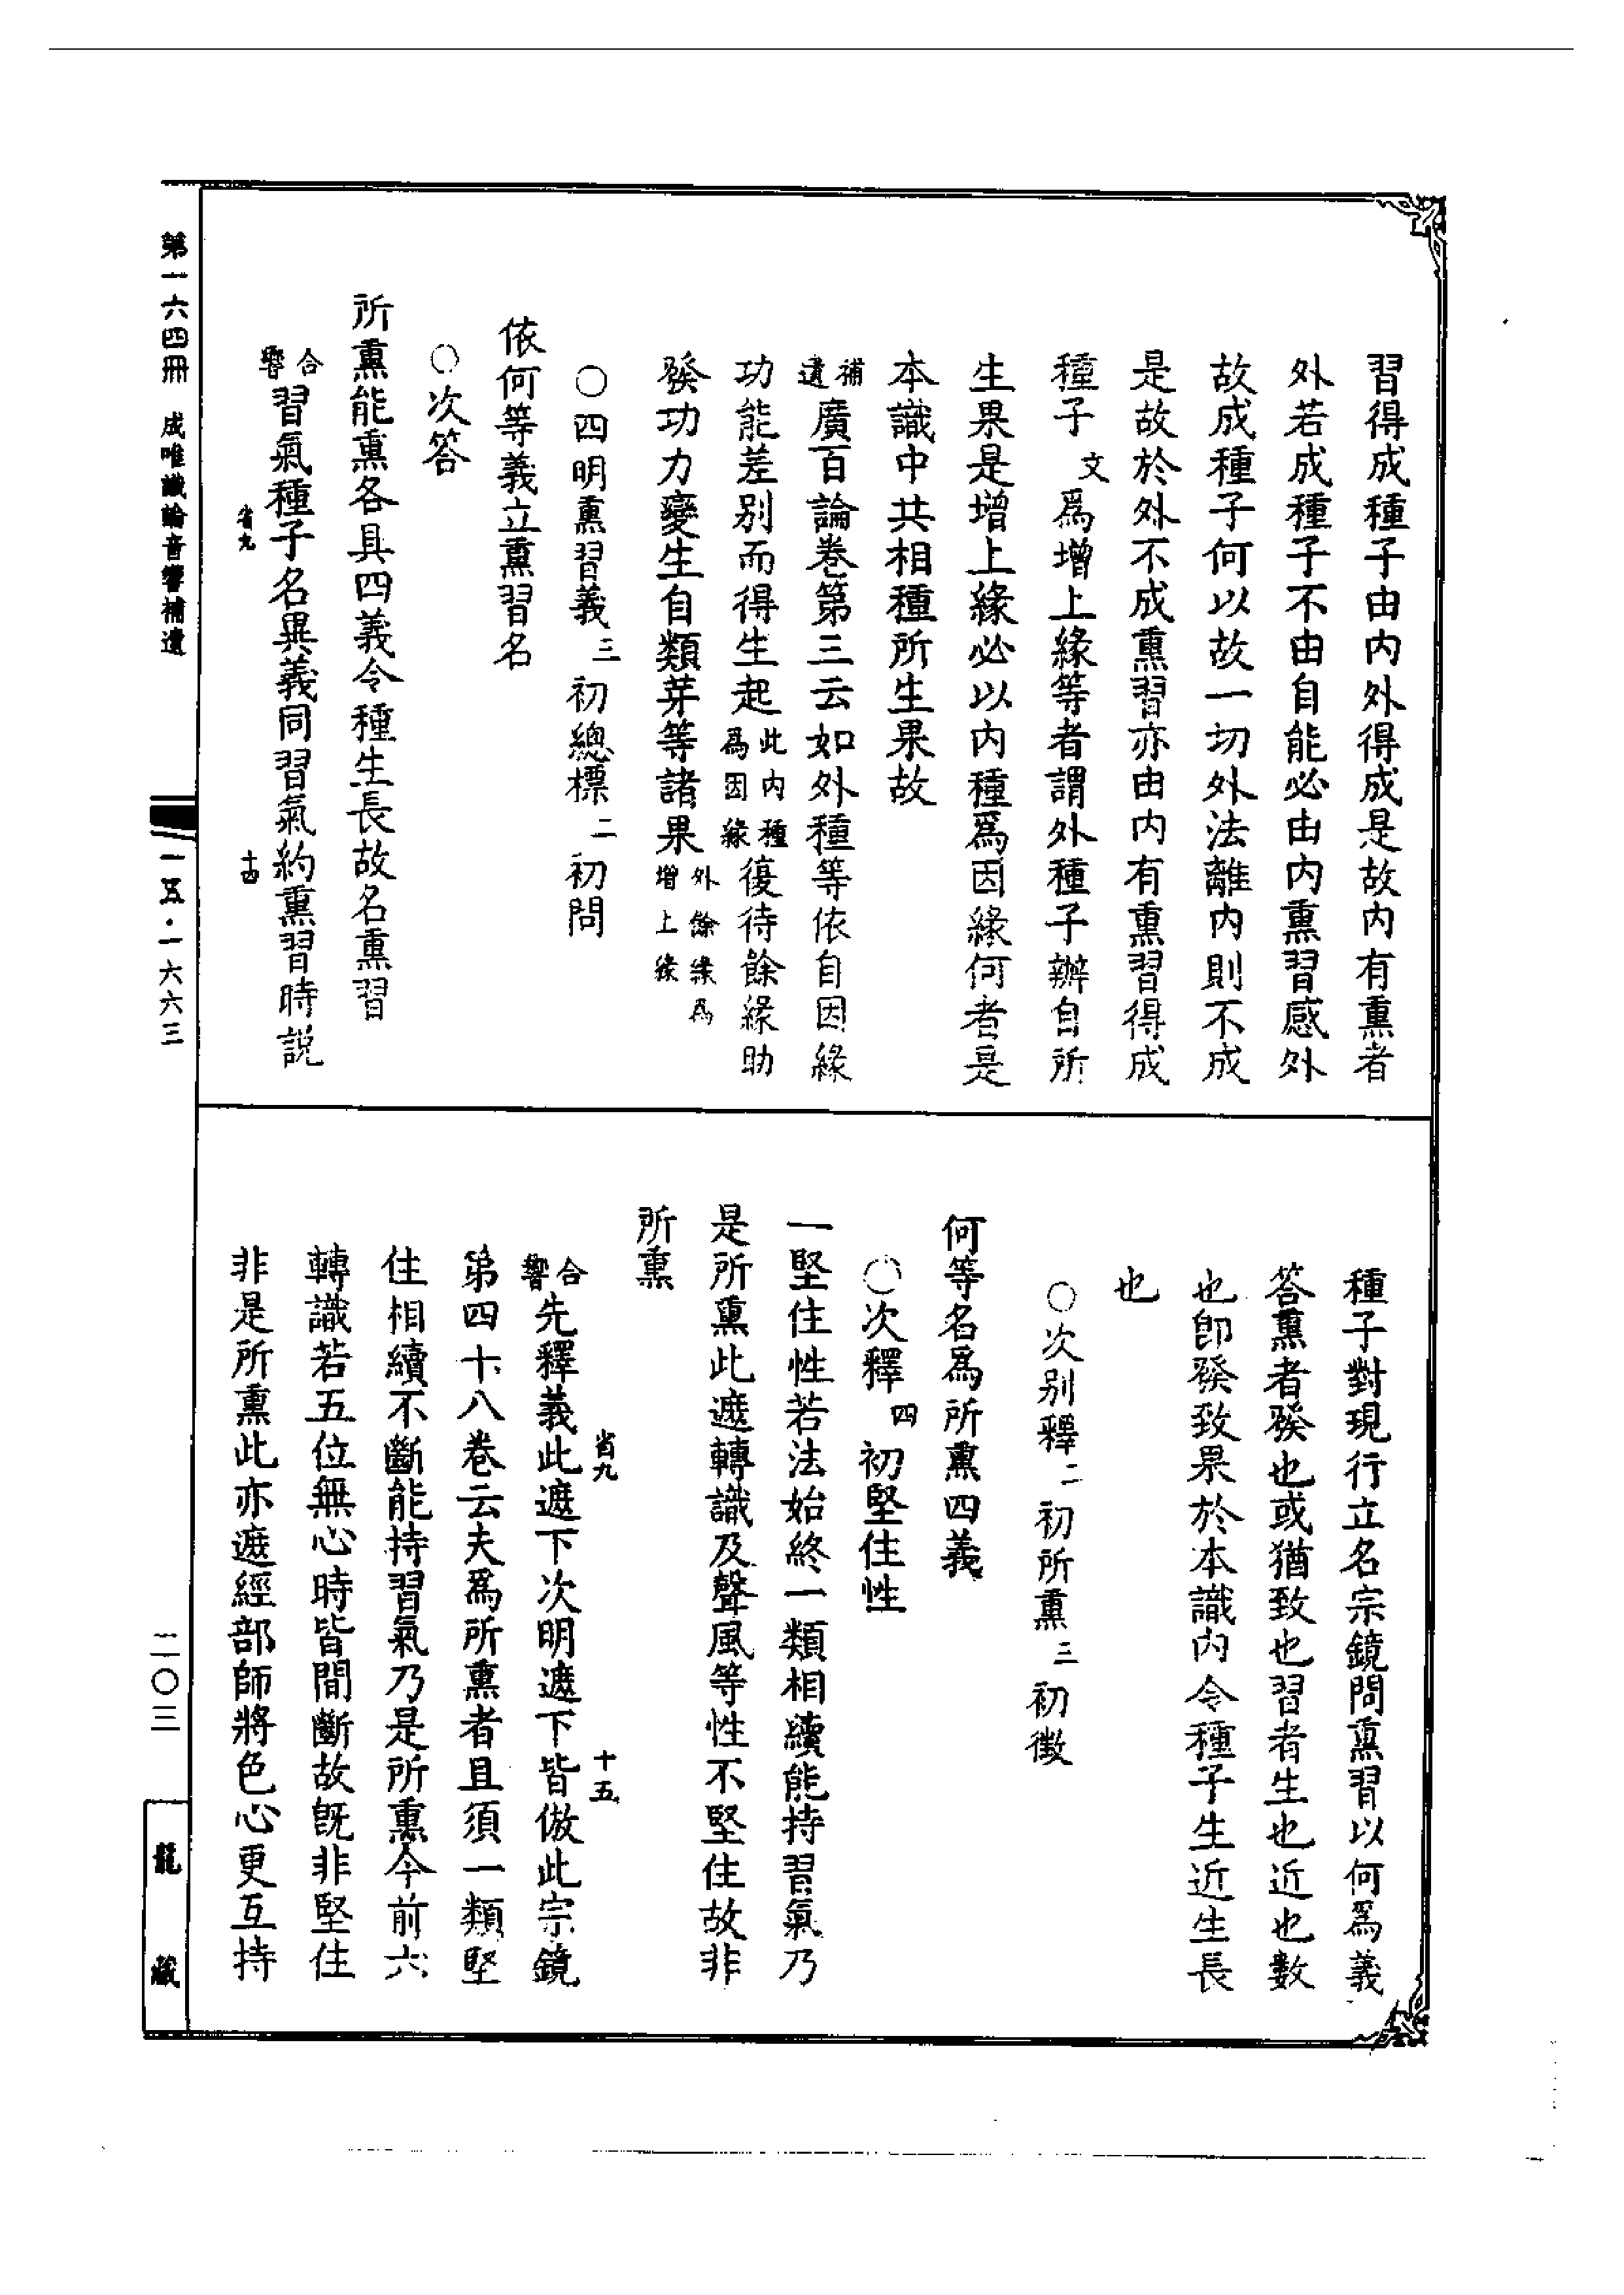 習得成種子由内外得成是故内有熏者
外若成種子不由自能必由内熏習感外
故成種子何以故一切外法離内則不成
是故於外不成熏習亦由内有熏習得成
種子文爲增上緣等者謂外種子辦自所
生果是增上緣必以内種爲因緣何者是
本識中共相種所生果故
補遺廣百論卷第三云如外種等依自因緣
功能差別而得生起此内種爲因緣復待餘緣助
發功力變生自類芽等諸果外餘緣爲增上緣
○四明熏習義三初總標二初問
依何等義立熏習名
○次答
所熏能熏各具四義令種生長故名熏習
合響習氣種子名異義同習氣約熏習時説
省九
十四
種子對現行立名宗鏡問熏習以何爲義
答熏者發也或猶致也習者生也近也數
也卽發致果於本識内令種子生近生長
也
○次別釋二初所熏三初徵
何等名爲所熏四義
○次釋四初堅住性
一堅住性若法始終一類相續能持習氣乃
是所熏此遮轉識及聲風等性不堅住故非
所熏
省九
十五
合響先釋義此遮下次明遮下皆倣此宗鏡
第四十八卷云夫爲所熏者且須一類堅
住相續不斷能持習氣乃是所熏今前六
轉識若五位無心時皆間斷故旣非堅住
非是所熏此亦遮經部師將色心更互持
第一六四冊 成唯識論音響補遺
一五・一六六三
二〇三
龍藏